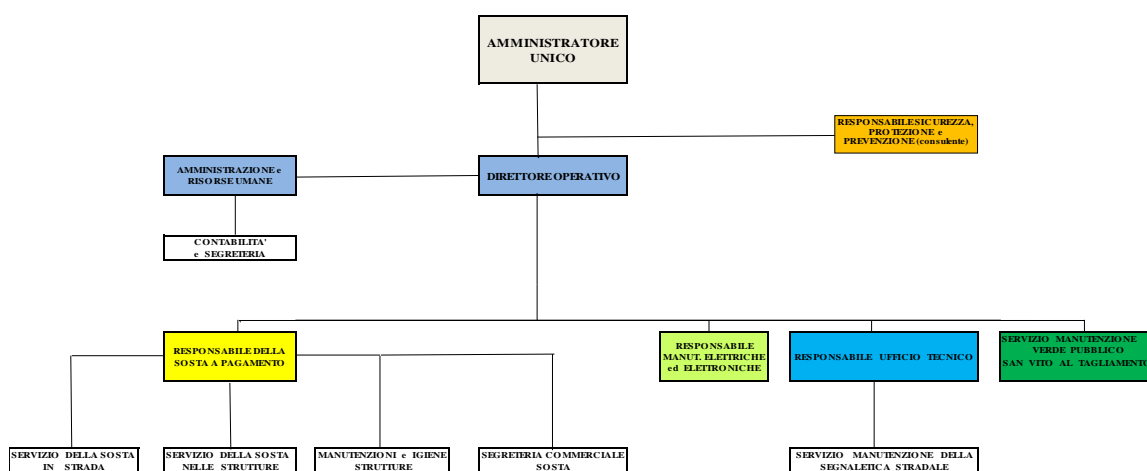 AMMINISTRATORE
UNICO
RESPONSABILE SICUREZZA,
PROTEZIONE e
PREVENZIONE (consulente)
AMMINISTRAZIONE e
RISORSE UMANE
DIRETTORE OPERATIVO
CONTABILITA'
e SEGRETERIA
RESPONSABILE DELLA
SOSTA A PAGAMENTO
RESPONSABILE
MANUT. ELETTRICHE
ed ELETTRONICHE
RESPONSABILE UFFICIO TECNICO
SERVIZIO MANUTENZIONE
VERDE PUBBLICO
SAN VITO AL TAGLIAMENTO
SERVIZIO DELLA SOSTA
IN STRADA
SERVIZIO DELLA SOSTA
NELLE STRUTTURE
MANUTENZIONI e IGIENE
STRUTTURE
SEGRETERIA COMMERCIALE
SOSTA
SERVIZIO MANUTENZIONE DELLA
SEGNALETICA STRADALE